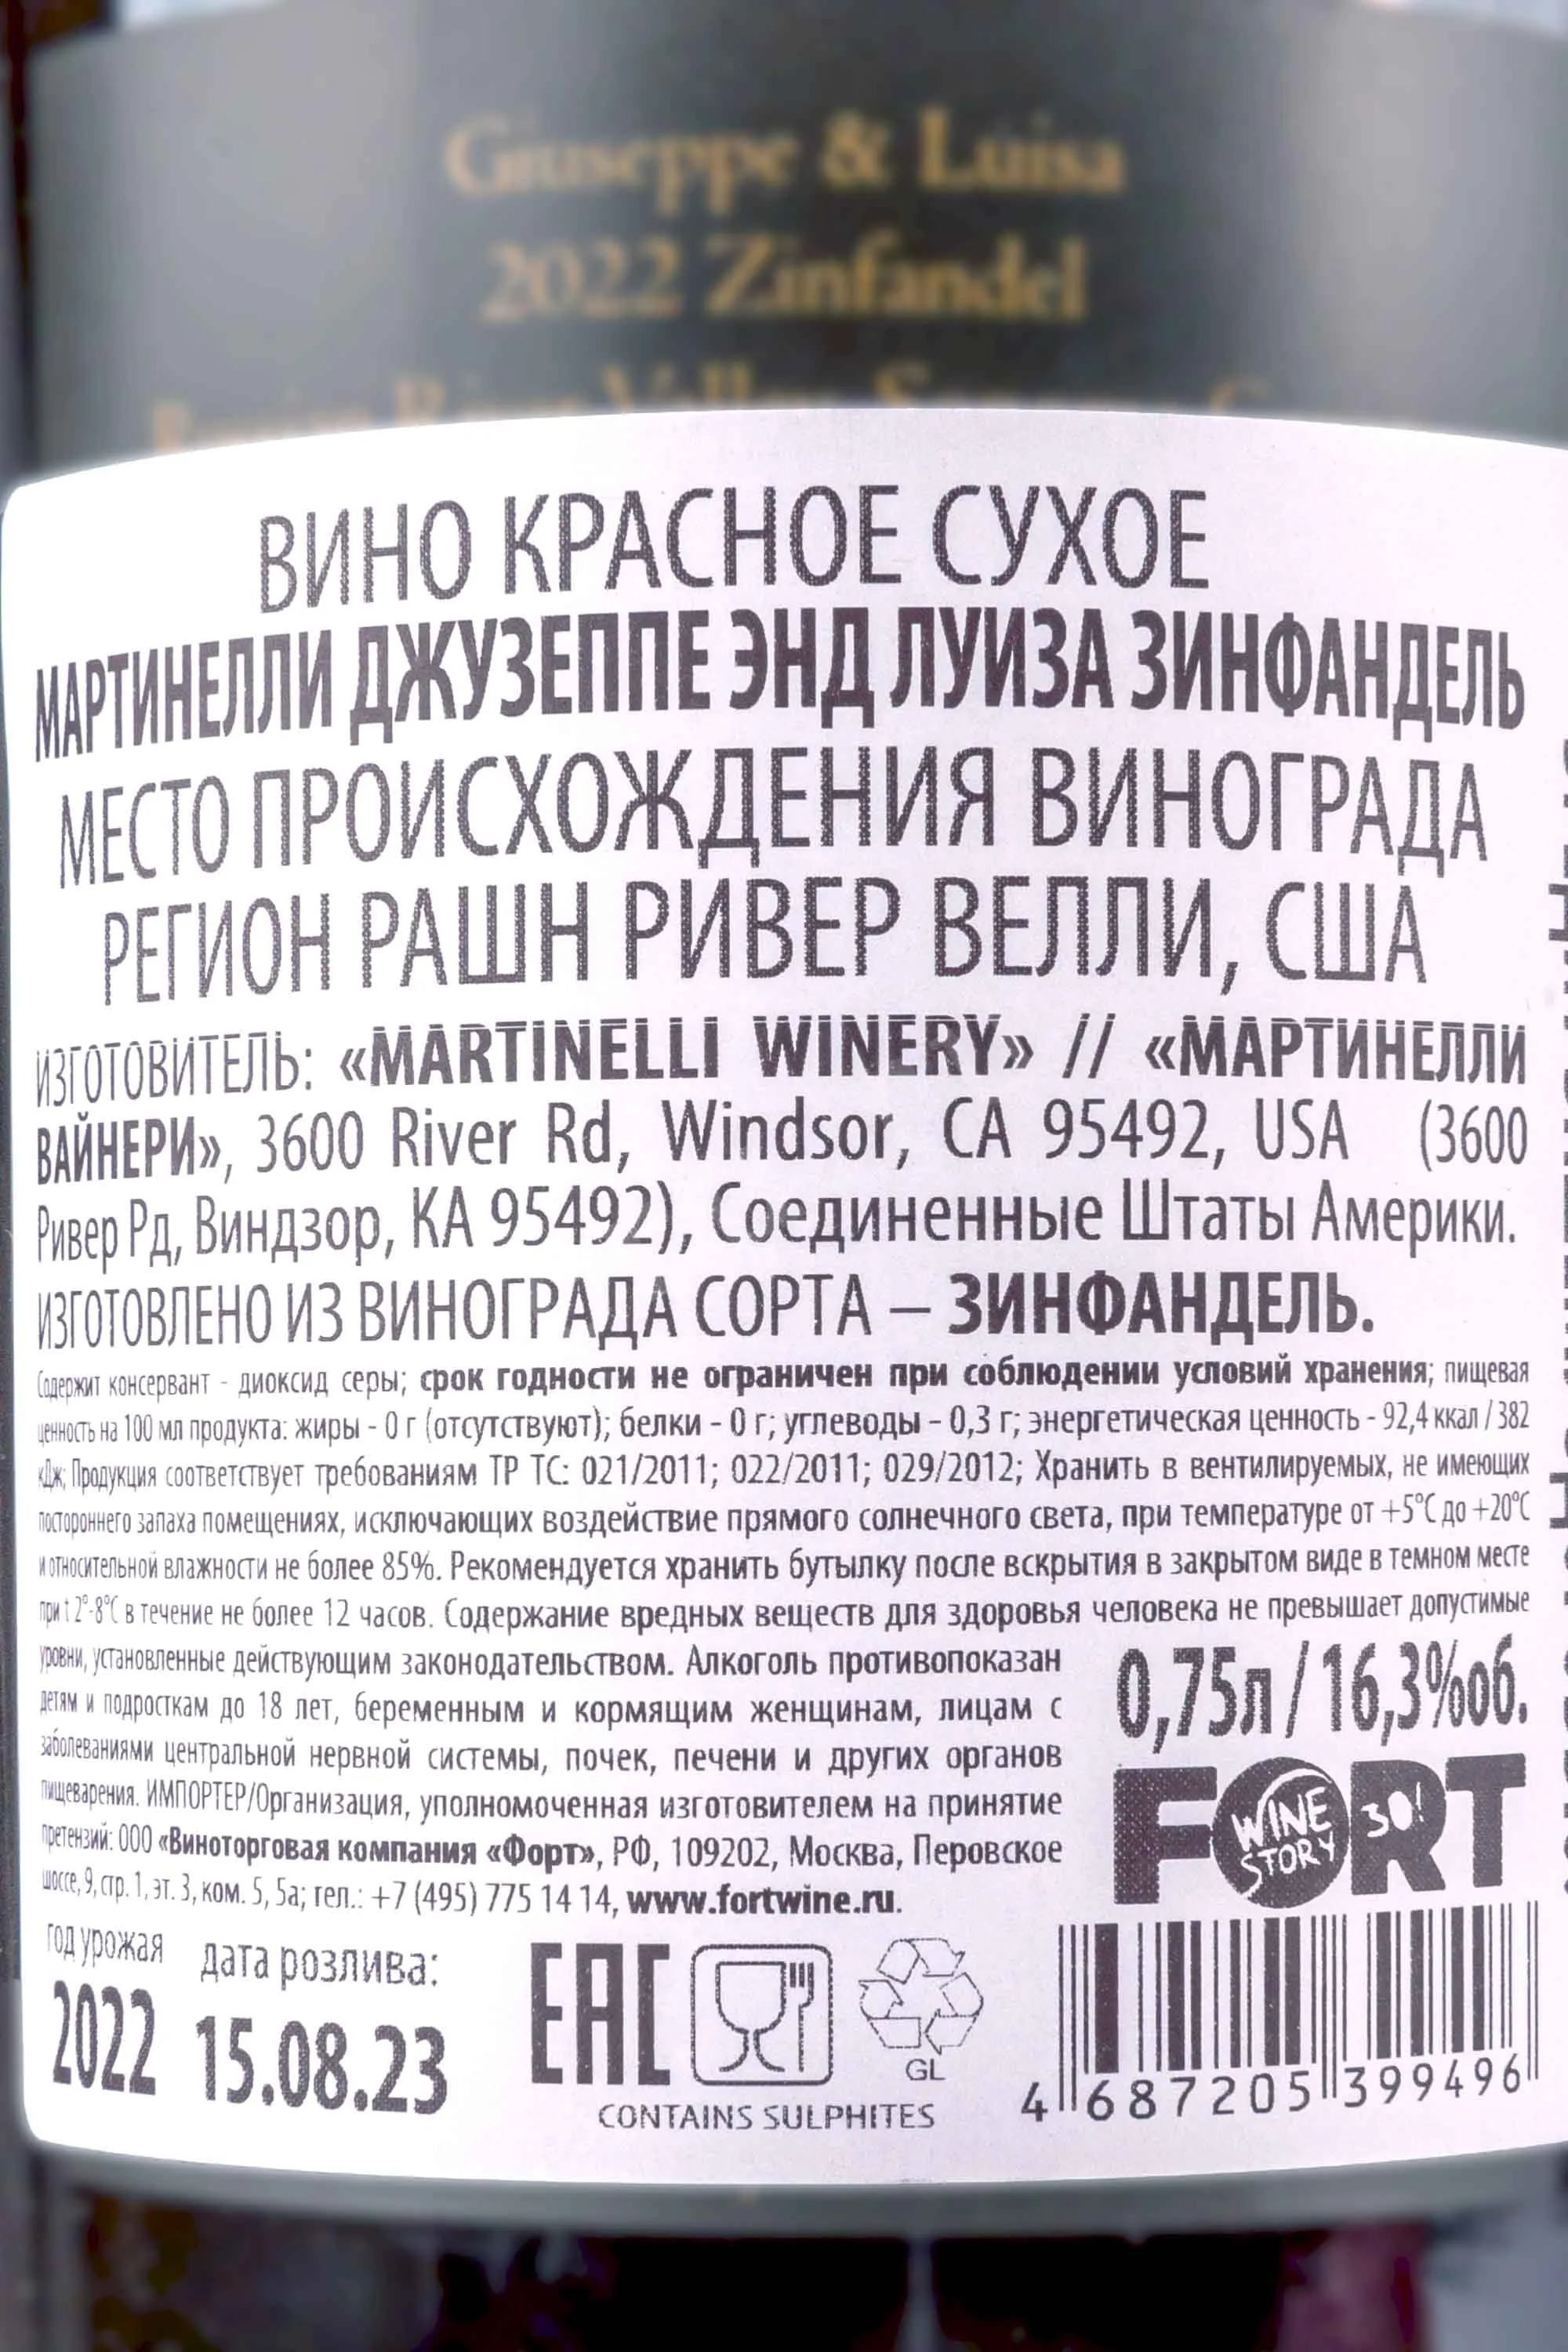 Giuseppe & Luisa
2022 Zinfandel
ВИНО КРАСНОЕ СУХОЕ
МАРТИНЕЛЛИ ДЖУЗЕППЕ ЭНД ЛУИЗА ЗИНФАНДЕЛЬ
МЕСТО ПРОИСХОЖДЕНИЯ ВИНОГРАДА
РЕГИОН РАШН РИВЕР ВЕЛЛИ, США
ИЗГОТОВИТЕЛЬ: «MARTINELLI WINERY» // «МАРТИНЕЛЛИ
ВАЙНЕРИ», 3600 River Rd, Windsor, CA 95492, USA (3600
Ривер Рд, Виндзор, КА 95492), Соединенные Штаты Америки.
ИЗГОТОВЛЕНО ИЗ ВИНОГРАДА СОРТА – ЗИНФАНДЕЛЬ.
Содержит консервант - диоксид серы; срок годности не ограничен при соблюдении условий хранения; пищевая
ценность на 100 мл продукта: жиры - 0 г (отсутствуют); белки - 0 г; углеводы - 0,3 г; энергетическая ценность - 92,4 ккал / 382
кДж; Продукция соответствует требованиям ТР ТС: 021/2011; 022/2011; 029/2012; Хранить в вентилируемых, не имеющих
постороннего запаха помещениях, исключающих воздействие прямого солнечного света, при температуре от +5°С до +20°С
и относительной влажности не более 85%. Рекомендуется хранить бутылку после вскрытия в закрытом виде в темном месте
при t 2°-8°С в течение не более 12 часов. Содержание вредных веществ для здоровья человека не превышает допустимые
уровни, установленные действующим законодательством. Алкоголь противопоказан
детям и подросткам до 18 лет, беременным и кормящим женщинам, лицам с
заболеваниями центральной нервной системы, почек, печени и других органов
пищеварения. ИМПОРТЕР/Организация, уполномоченная изготовителем на принятие
претензий: ООО «Виноторговая компания «Форт», РФ, 109202, Москва, Перовское
шоссе, 9, стр. 1, эт. 3, ком. 5, 5а; тел.: +7 (495) 775 14 14, www.fortwine.ru.
0,75л / 16,3%об.
FORT
WINE STORY 30!
год урожая
2022
дата розлива:
15.08.23
EAC
GL
CONTAINS SULPHITES
4 687205 399496